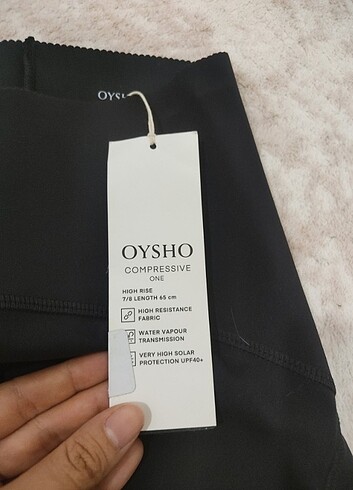 OYSHO
COMPRESSIVE
ONE
HIGH RISE
7/8 LENGTH 65 cm
HIGH RESISTANCE
FABRIC
WATER VAPOUR
TRANSMISSION
VERY HIGH SOLAR
PROTECTION UPF40+